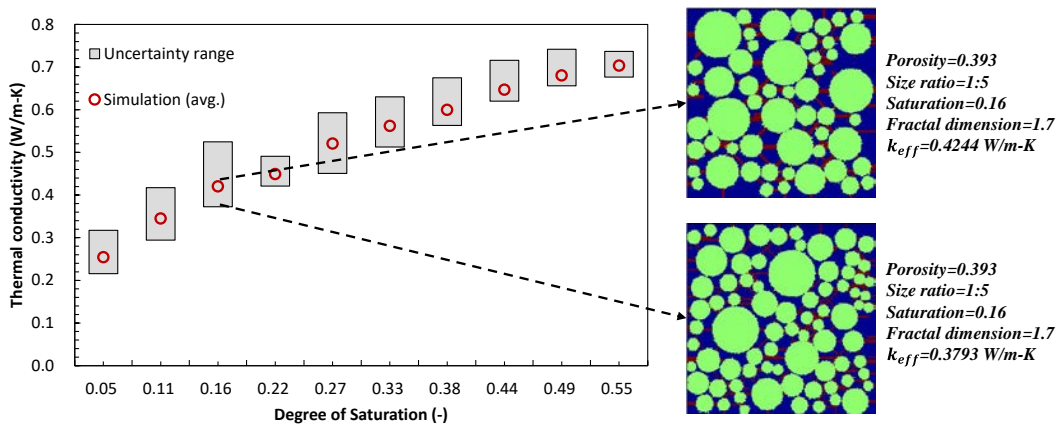 0.8
0.7
0.6
0.5
0.4
0.3
0.2
0.1
0.0
Thermal conductivity (W/m-K)
Uncertainty range
Simulation (avg.)
0.05 0.11 0.16 0.22 0.27 0.33 0.38 0.44 0.49 0.55
Degree of Saturation (-)
Porosity=0.393
Size ratio=1:5
Saturation=0.16
Fractal dimension=1.7
k_eff=0.4244 W/m-K
Porosity=0.393
Size ratio=1:5
Saturation=0.16
Fractal dimension=1.7
k_eff=0.3793 W/m-K